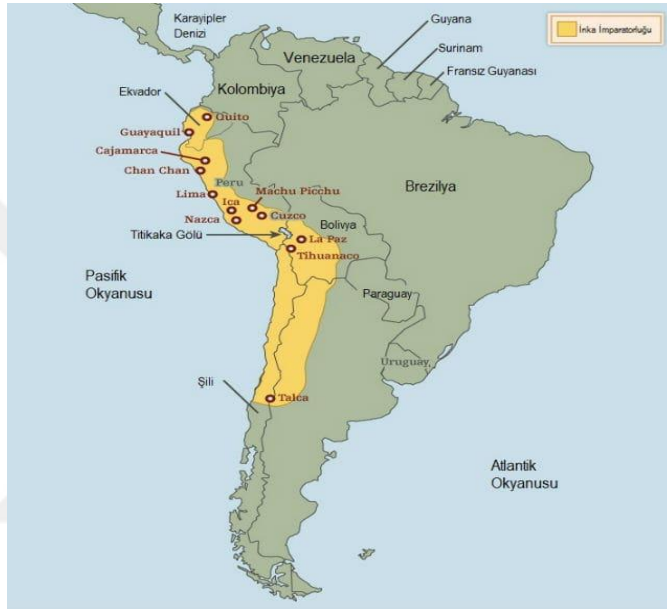 Karayipler
Denizi
Guyana
İnka İmparatorluğu
Venezuela
Surinam
Fransız Guyanası
Kolombiya
Ekvador
Quito
Guayaquil
Cajamarca
Chan Chan
Peru
Brezilya
Machu Picchu
Lima
Ica
Cuzco
Nazca
Bolivya
Titikaka Gölü
La Paz
Tihuanaco
Pasifik
Okyanusu
Paraguay
Uruguay
Şili
Talca
Atlantik
Okyanusu